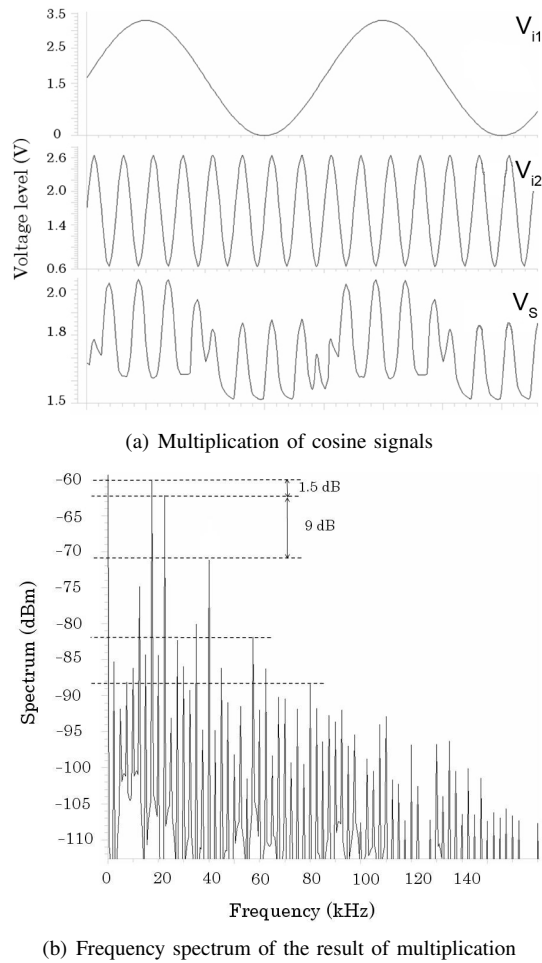 3.5
2.5
1.5
0
V_i1
2.6
2.0
1.4
0.6
V_i2
2.0
1.8
1.5
V_S
Voltage level (V)
(a) Multiplication of cosine signals
−60
−65
−70
−75
−80
−85
−90
−95
−100
−105
−110
1.5 dB
9 dB
Spectrum (dBm)
0 20 40 60 80 100 120 140
Frequency (kHz)
(b) Frequency spectrum of the result of multiplication